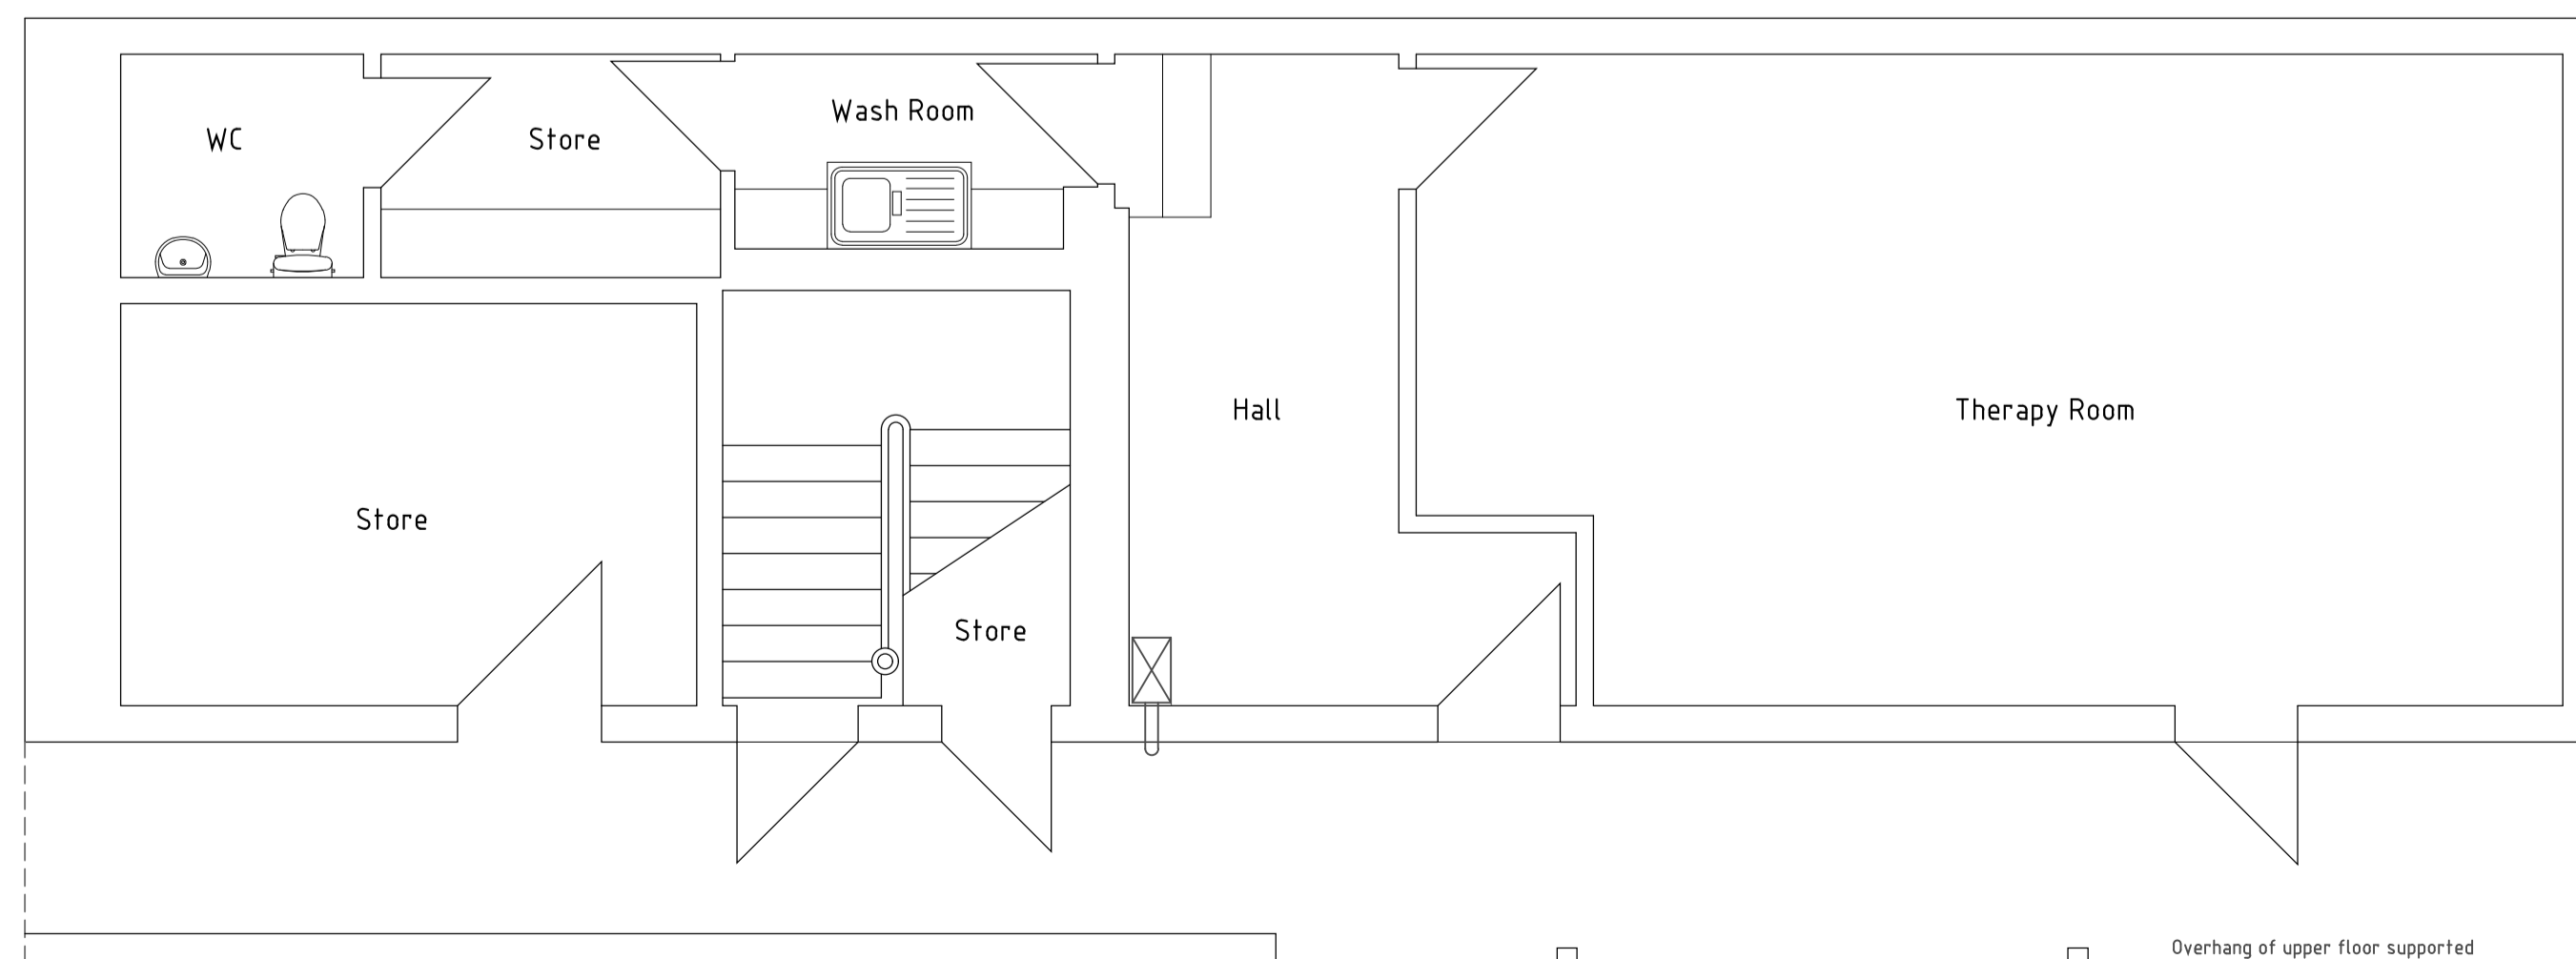 WC
Store
Wash Room
Hall
Therapy Room
Store
Store
Overhang of upper floor supported